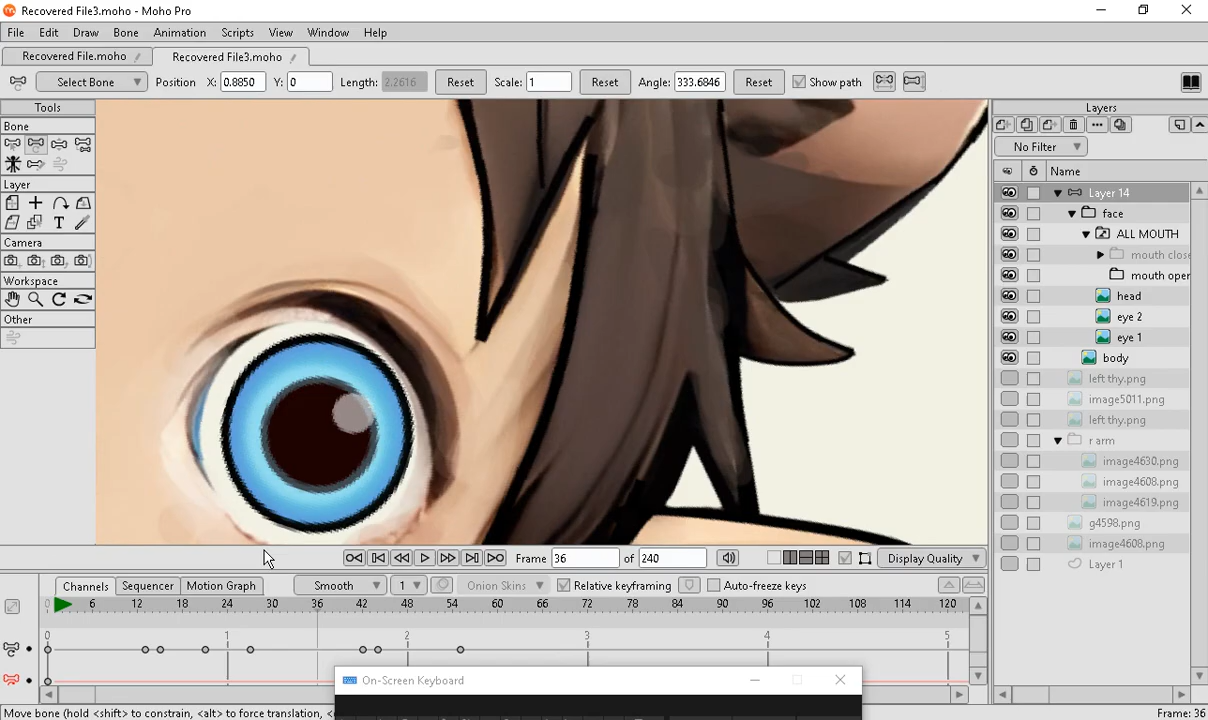 Recovered File3.moho - Moho Pro
File Edit Draw Bone Animation Scripts View Window Help
Recovered File.moho Recovered File3.moho
Select Bone Position X: 0.8850 Y: 0 Length: 2.2616 Reset Scale: 1 Reset Angle: 333.6846 Reset Show path
Tools
Bone
Layer
T
Camera
Workspace
Other
Layers
No Filter
Name
Layer 14
face
ALL MOUTH
mouth close
mouth open
head
eye 2
eye 1
body
left thy.png
image5011.png
left thy.png
r arm
image4630.png
image4608.png
image4619.png
g4598.png
image4608.png
Layer 1
Frame 36 of 240 Display Quality
Channels Sequencer Motion Graph Smooth 1 Onion Skins Relative keyframing Auto-freeze keys
0 6 12 18 24 30 36 42 48 54 60 66 72 78 84 90 96 102 108 114 120
0 1 2 3 4 5
On-Screen Keyboard
Move bone (hold <shift> to constrain, <alt> to force translation, < Frame: 36